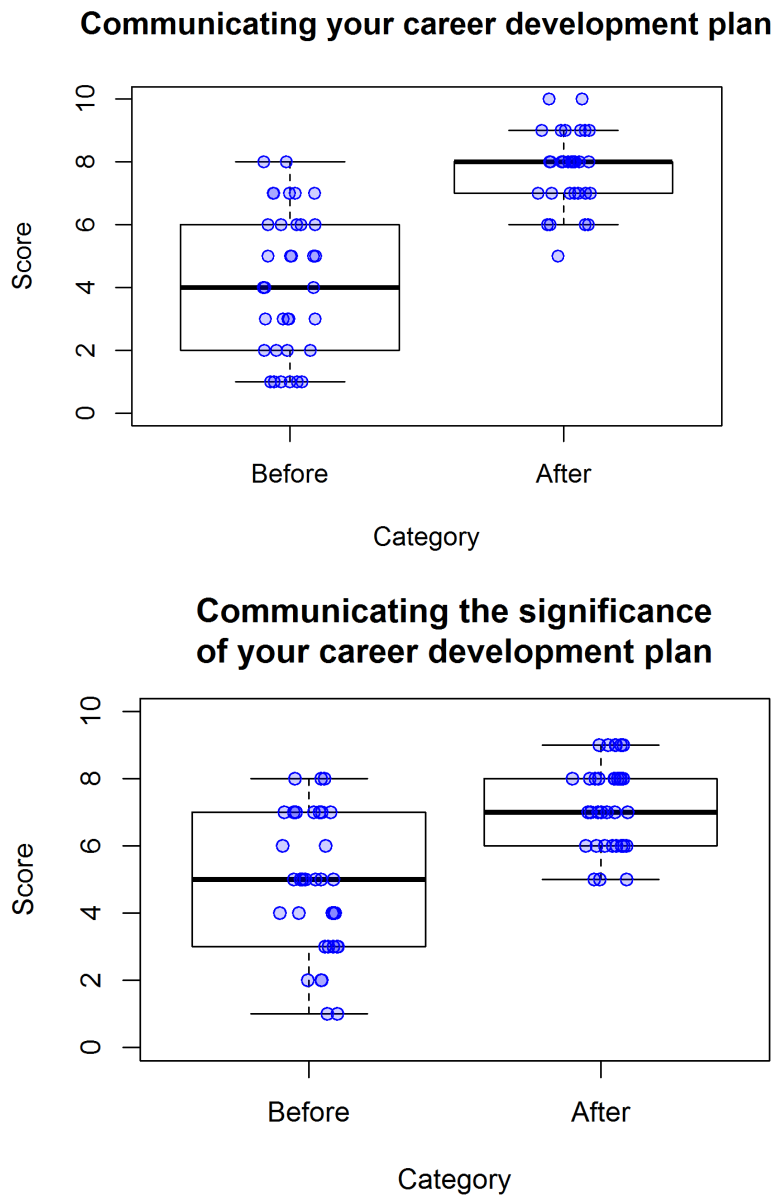 Communicating your career development plan
10
8
6
4
2
0
Score
Before After
Category
Communicating the significance
of your career development plan
10
8
6
4
2
0
Score
Before After
Category